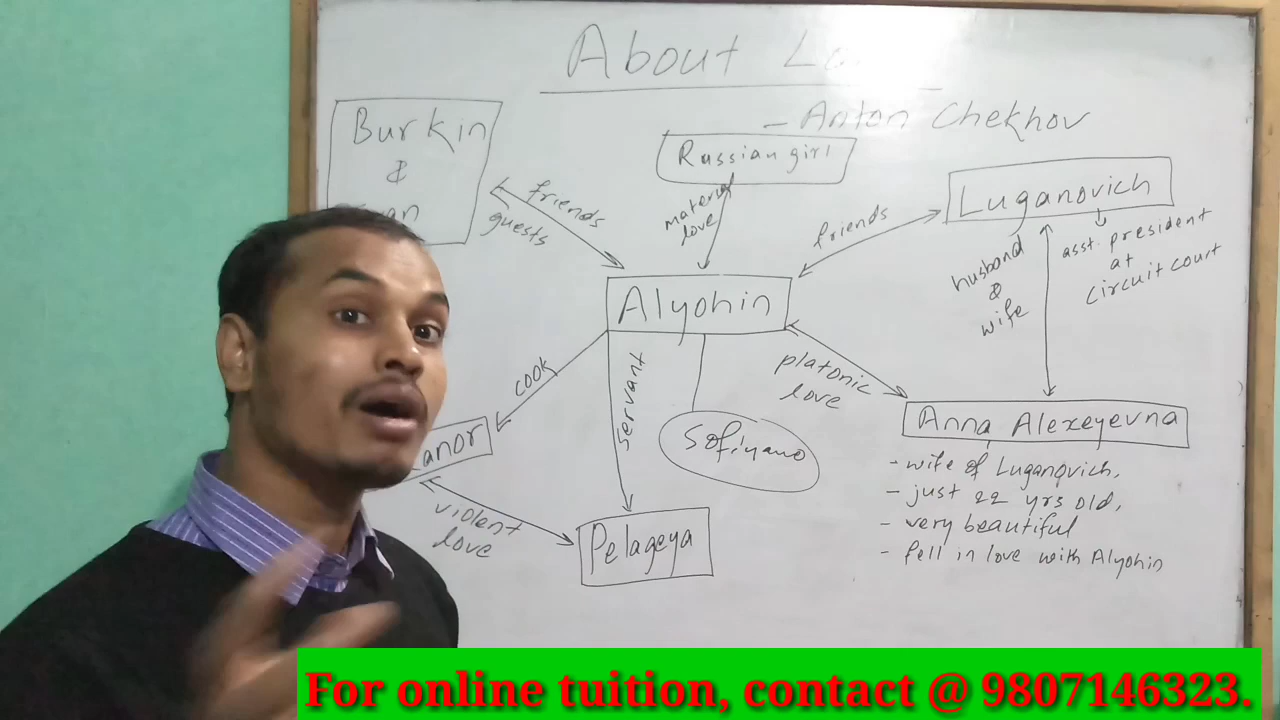 About
- Anton Chekhov
Burkin
&
Russian girl
Luganovich
friends
guests
material
love
friends
husband
&
wife
asst. president
at
circuit court
Alyohin
cook
servant
platonic
love
Sofiyano
Anna Alexeyevna
- wife of Luganovich,
- just 22 yrs old,
- very beautiful
- fell in love with Alyohin
anor
violent
love
Pelageya
For online tuition, contact @ 9807146323.